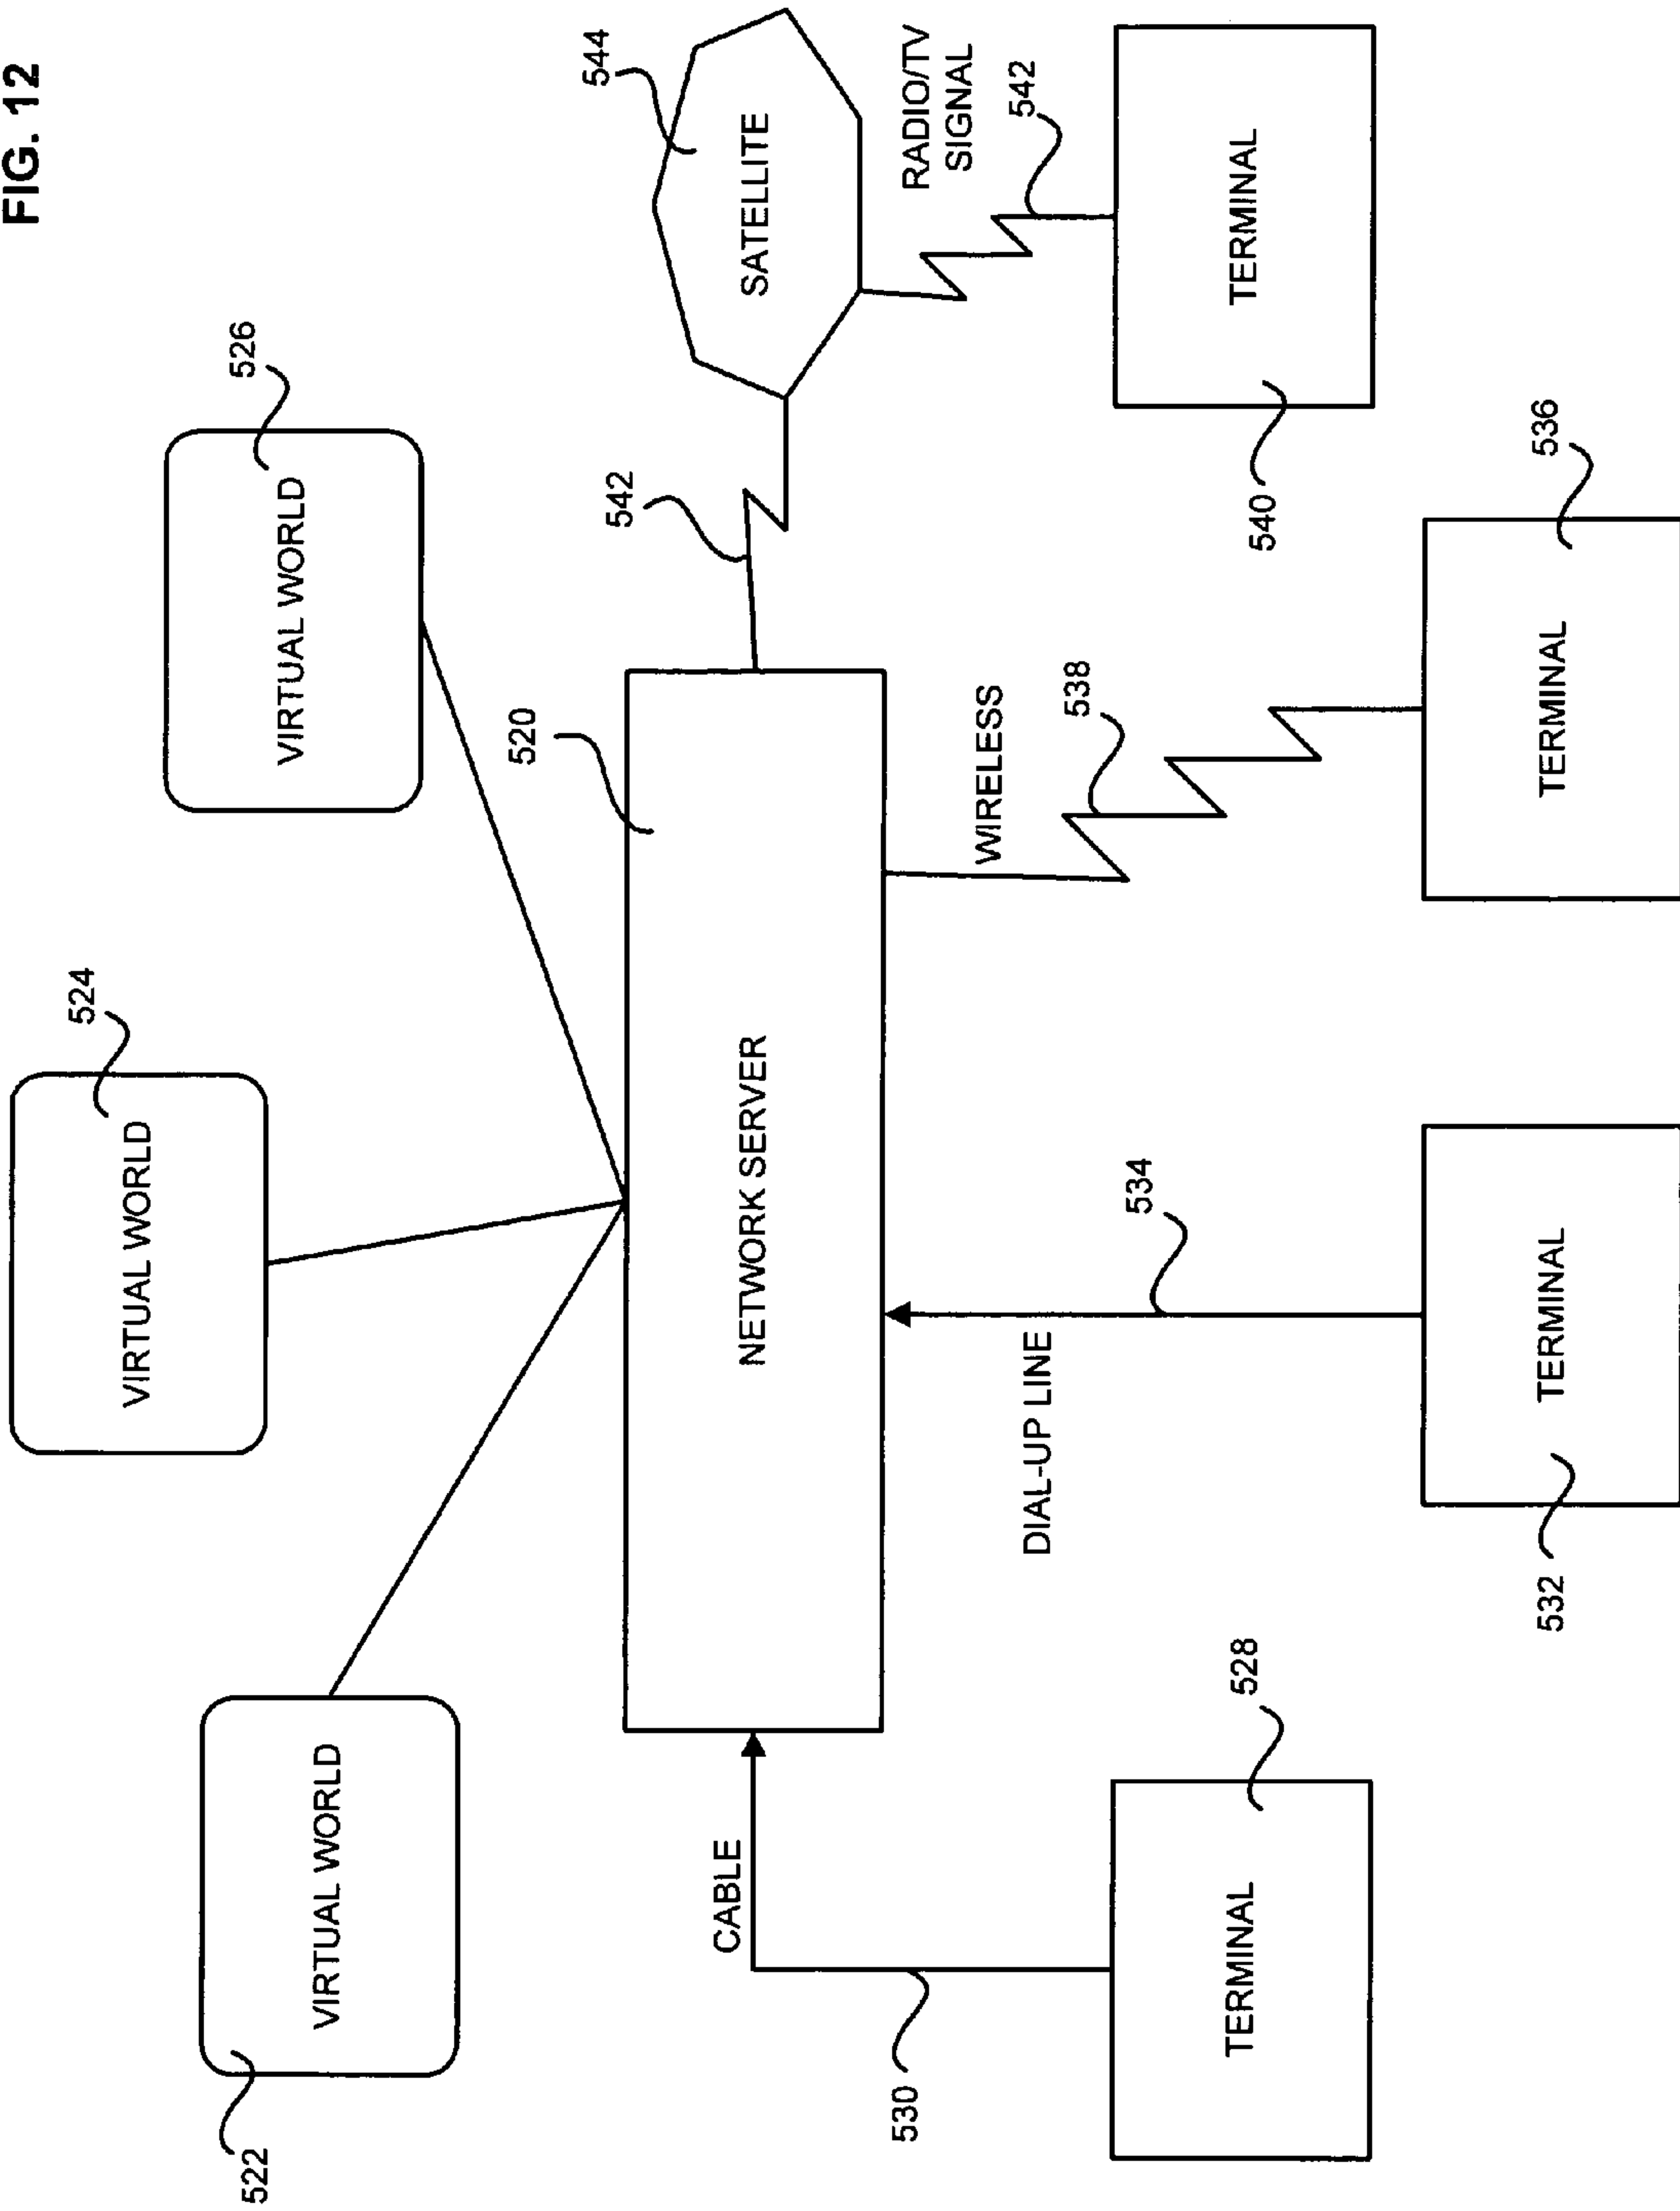 FIG. 12
524
VIRTUAL WORLD
526
VIRTUAL WORLD
522
VIRTUAL WORLD
544
SATELLITE
520
542
NETWORK SERVER
CABLE
RADIO/TV
SIGNAL
542
WIRELESS
538
DIAL-UP LINE
534
530
528
TERMINAL
540
TERMINAL
532
TERMINAL
536
TERMINAL